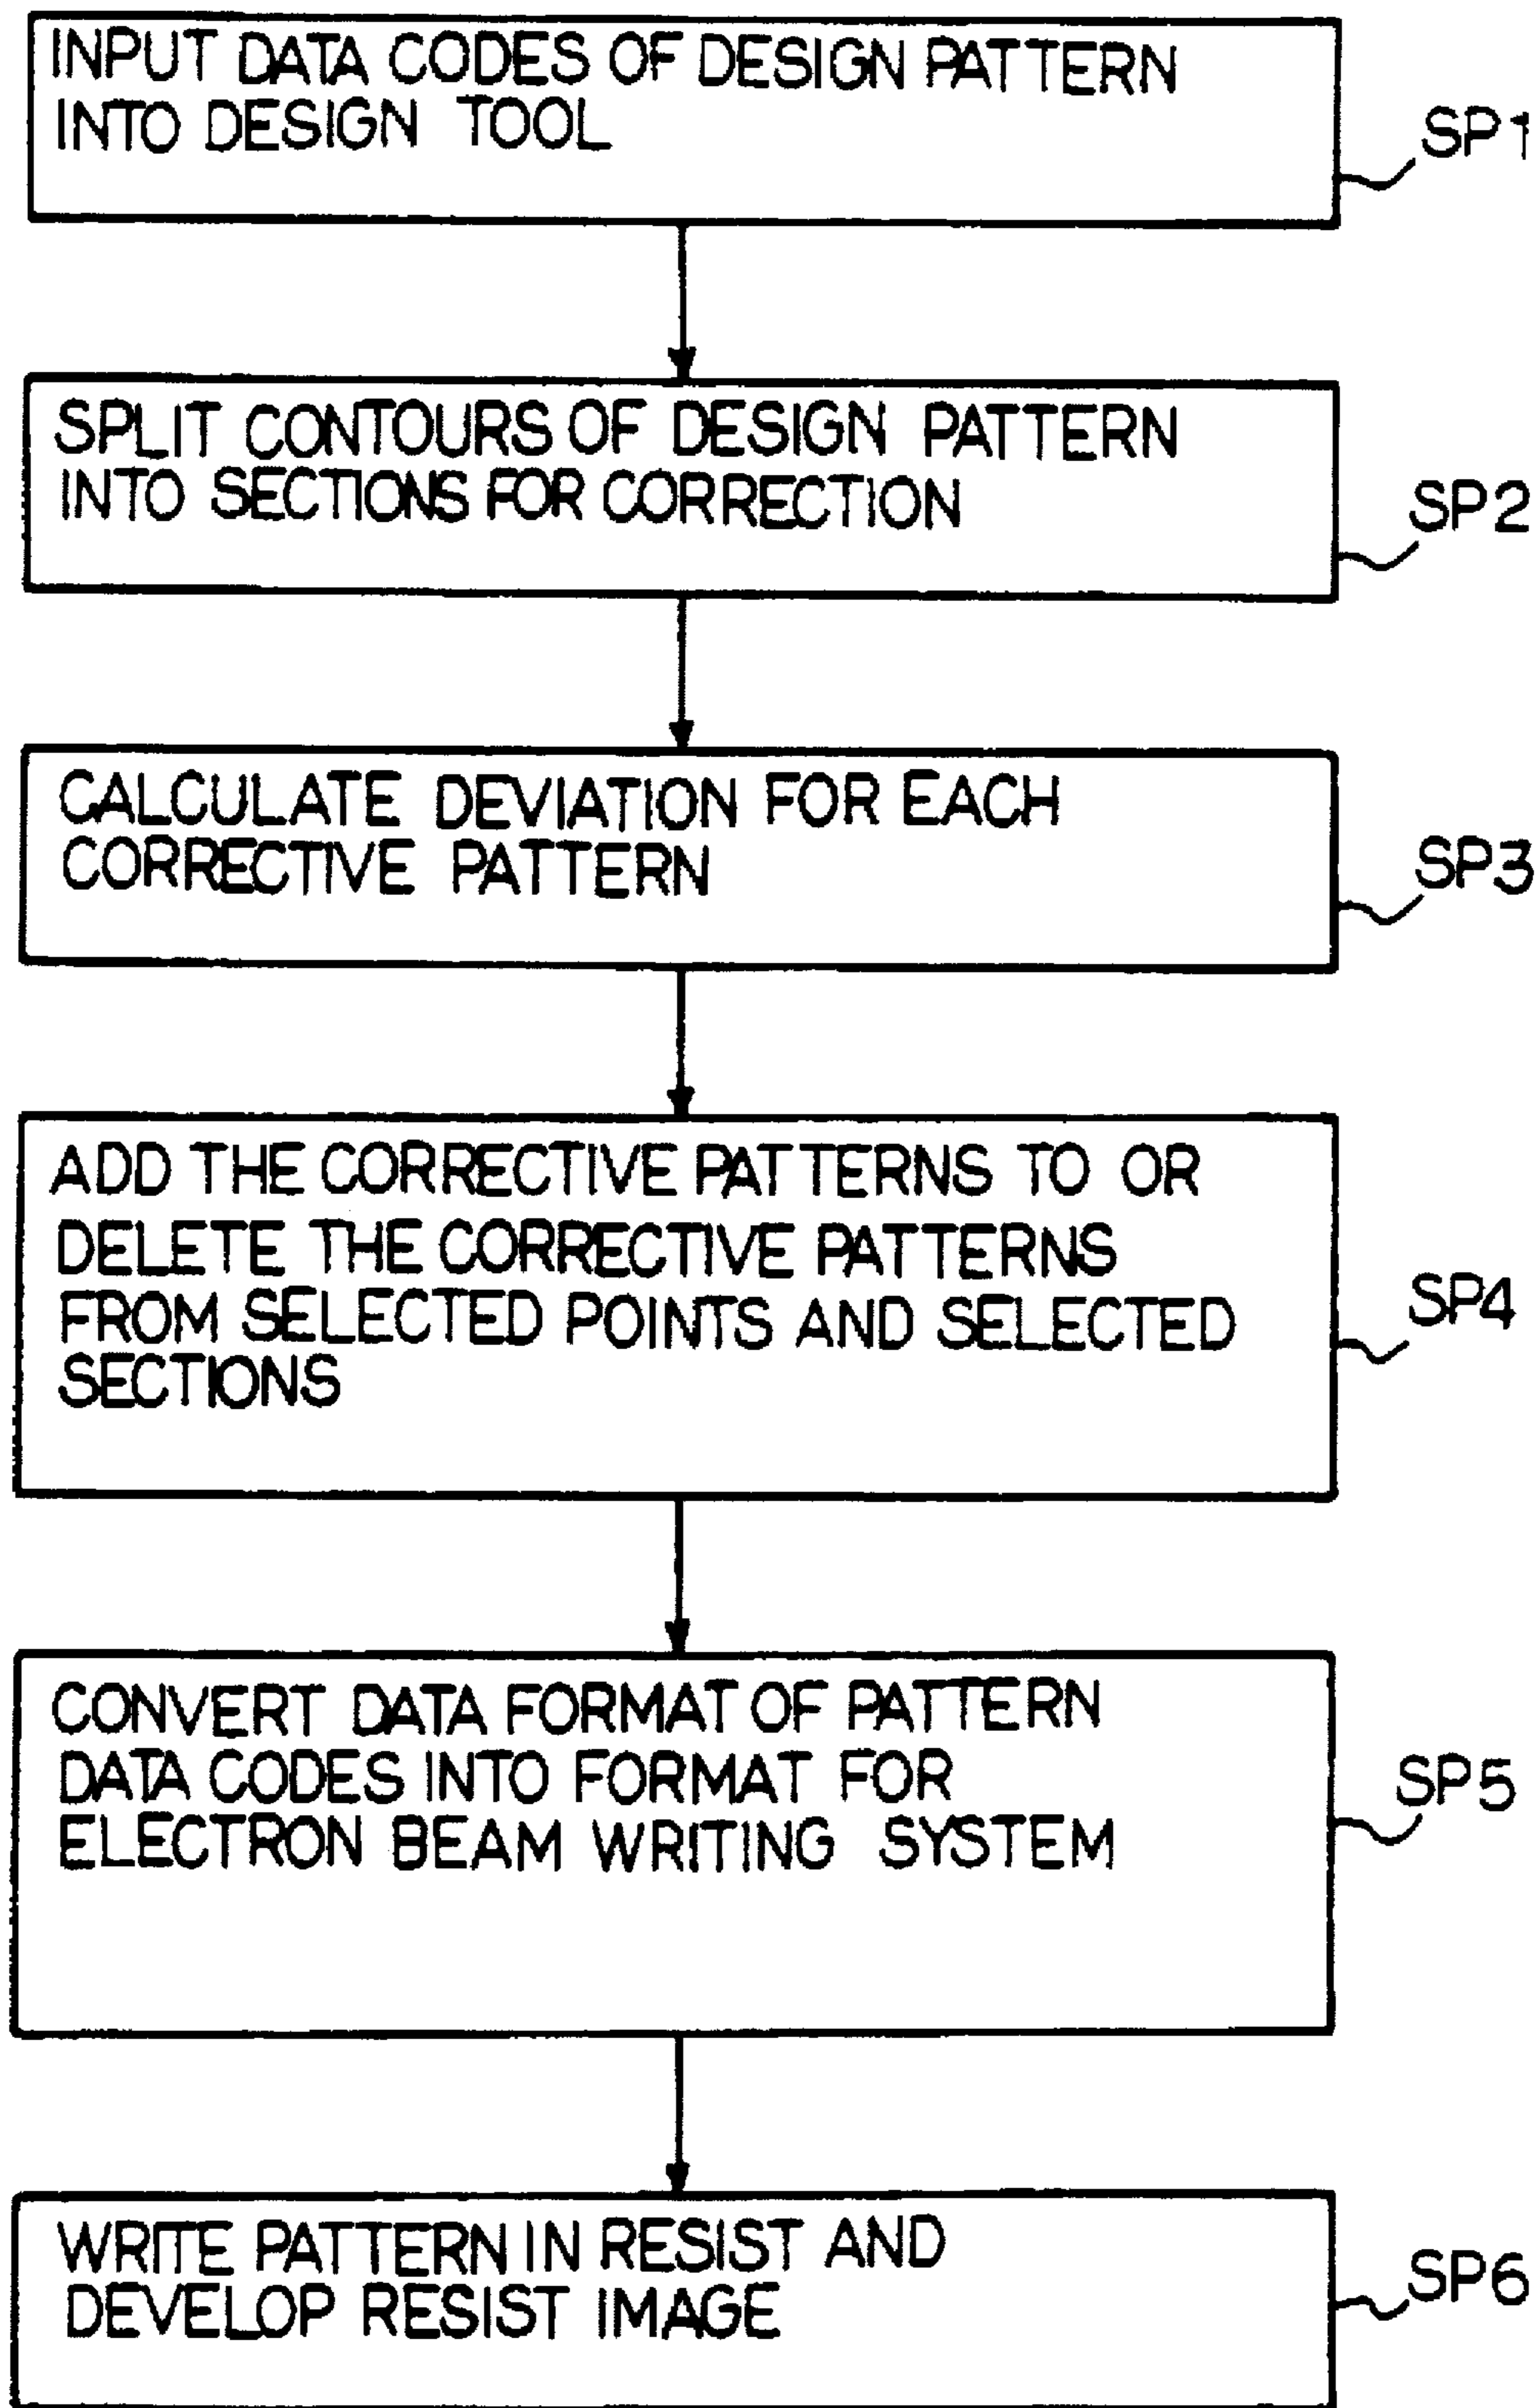 INPUT DATA CODES OF DESIGN PATTERN
INTO DESIGN TOOL
SP1
SPLIT CONTOURS OF DESIGN PATTERN
INTO SECTIONS FOR CORRECTION
SP2
CALCULATE DEVIATION FOR EACH
CORRECTIVE PATTERN
SP3
ADD THE CORRECTIVE PATTERNS TO OR
DELETE THE CORRECTIVE PATTERNS
FROM SELECTED POINTS AND SELECTED
SECTIONS
SP4
CONVERT DATA FORMAT OF PATTERN
DATA CODES INTO FORMAT FOR
ELECTRON BEAM WRITING SYSTEM
SP5
WRITE PATTERN IN RESIST AND
DEVELOP RESIST IMAGE
SP6